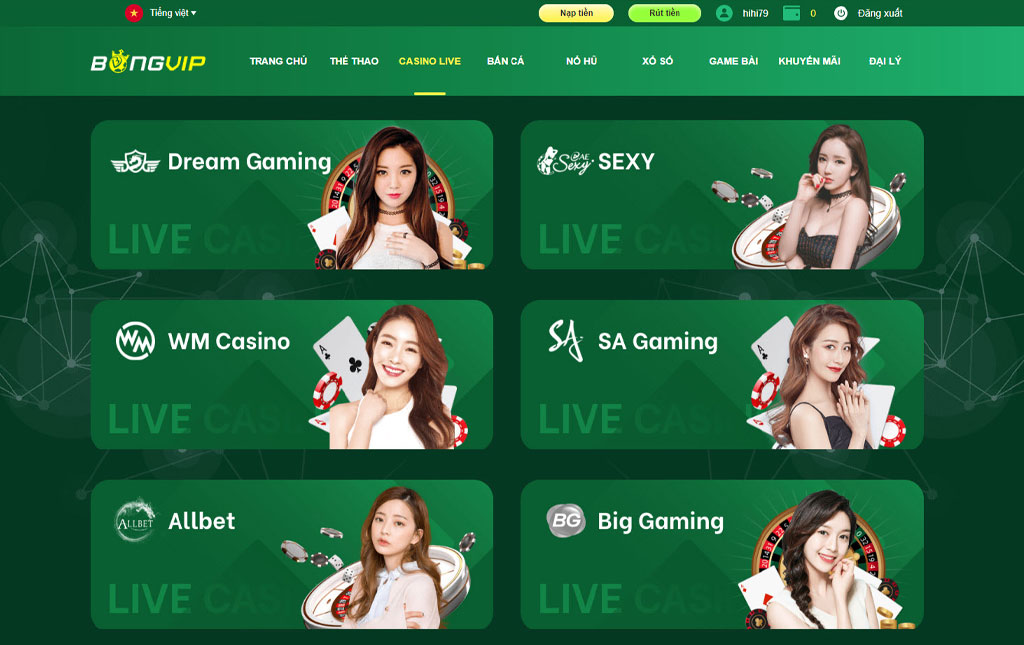 Tiếng việt
Nạp tiền
Rút tiền
hihi79
0
Đăng xuất
BONGVIP
TRANG CHỦ
THỂ THAO
CASINO LIVE
BẮN CÁ
NỔ HŨ
XỔ SỐ
GAME BÀI
KHUYẾN MÃI
ĐẠI LÝ
Dream Gaming
LIVE CAS
AE Sexy
SEXY
LIVE CAS
WM
WM Casino
LIVE CAS
SA
SA Gaming
LIVE CAS
ALLBET
Allbet
LIVE CAS
BG
Big Gaming
LIVE CAS